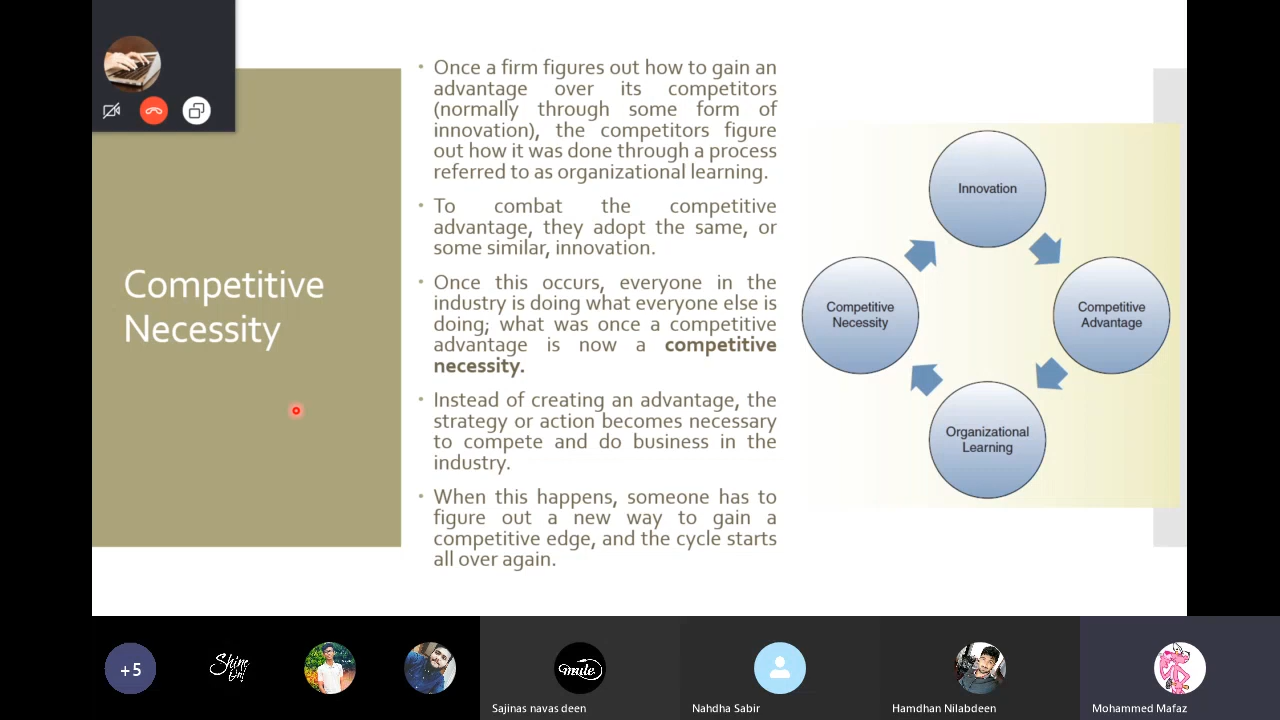 Competitive
Necessity
• Once a firm figures out how to gain an
advantage over its competitors
(normally through some form of
innovation), the competitors figure
out how it was done through a process
referred to as organizational learning.
• To combat the competitive
advantage, they adopt the same, or
some similar, innovation.
• Once this occurs, everyone in the
industry is doing what everyone else is
doing; what was once a competitive
advantage is now a competitive
necessity.
• Instead of creating an advantage, the
strategy or action becomes necessary
to compete and do business in the
industry.
• When this happens, someone has to
figure out a new way to gain a
competitive edge, and the cycle starts
all over again.
Innovation
Competitive
Advantage
Organizational
Learning
Competitive
Necessity
+5
mute
Sajinas navas deen
Nahdha Sabir
Hamdhan Nilabdeen
Mohammed Mafaz